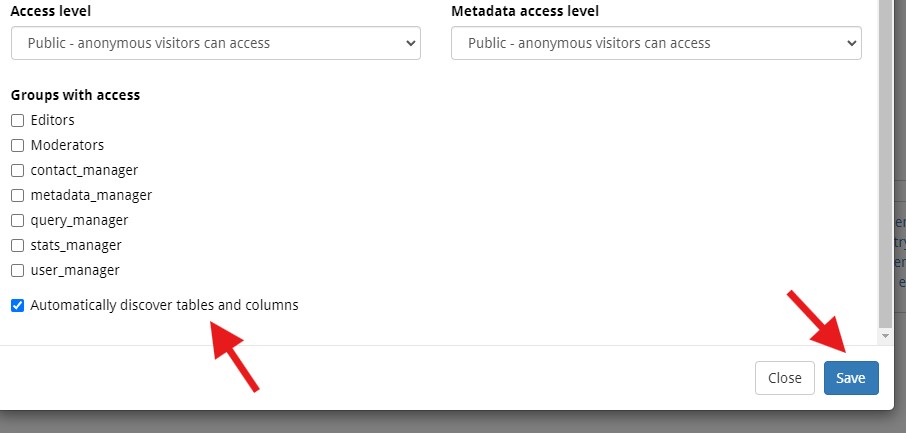 Access level
Metadata access level
Public - anonymous visitors can access
Public - anonymous visitors can access
Groups with access
Editors
Moderators
contact_manager
metadata_manager
query_manager
stats_manager
user_manager
Automatically discover tables and columns
Close
Save